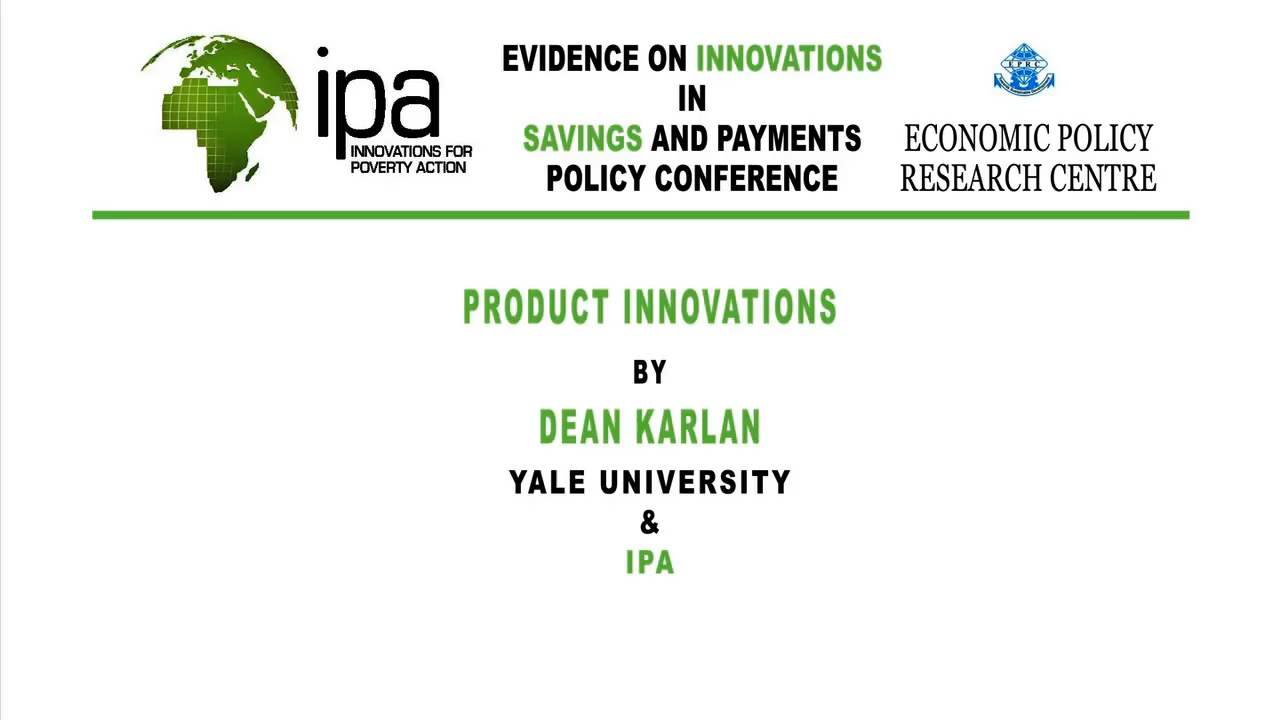 ipa
INNOVATIONS FOR
POVERTY ACTION
EVIDENCE ON INNOVATIONS
IN
SAVINGS AND PAYMENTS
POLICY CONFERENCE
EPRC
ECONOMIC POLICY
RESEARCH CENTRE
PRODUCT INNOVATIONS
BY
DEAN KARLAN
YALE UNIVERSITY
&
IPA